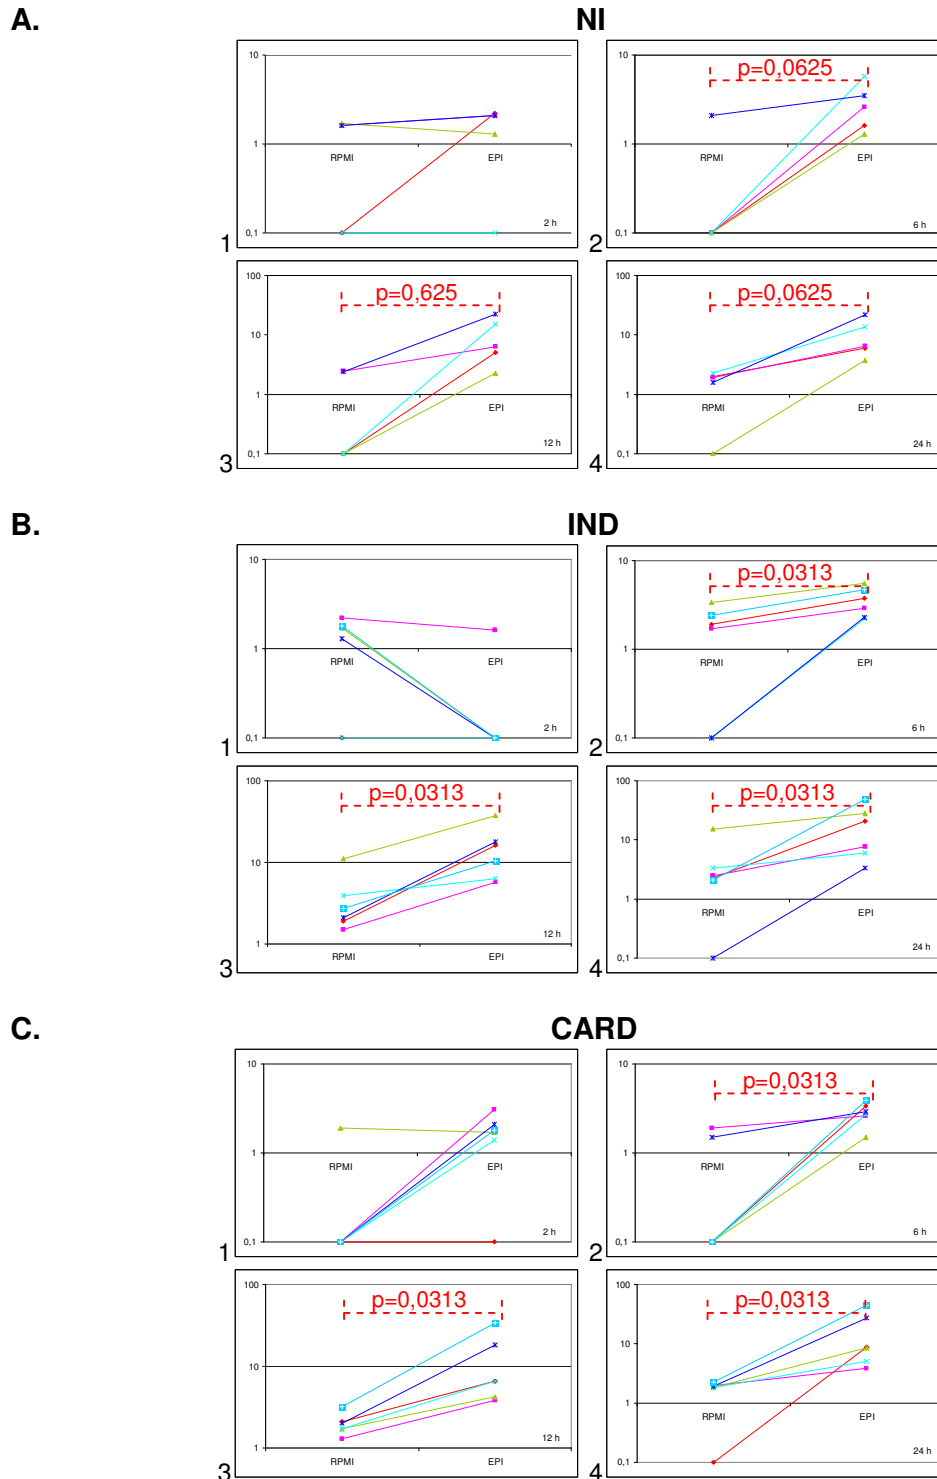 A. NI
10
1
0,1
RPMI EPI
2 h
1
p=0,0625
10
1
0,1
RPMI EPI
6 h
2
p=0,625
100
10
1
0,1
RPMI EPI
12 h
3
p=0,0625
100
10
1
0,1
RPMI EPI
24 h
4
B. IND
10
1
0,1
RPMI EPI
2 h
1
p=0,0313
10
1
0,1
RPMI EPI
6 h
2
p=0,0313
100
10
1
RPMI EPI
12 h
3
p=0,0313
100
10
1
0,1
RPMI EPI
24 h
4
C. CARD
10
1
0,1
RPMI EPI
2 h
1
p=0,0313
10
1
0,1
RPMI EPI
6 h
2
p=0,0313
100
10
1
RPMI EPI
12 h
3
p=0,0313
100
10
1
0,1
RPMI EPI
24 h
4